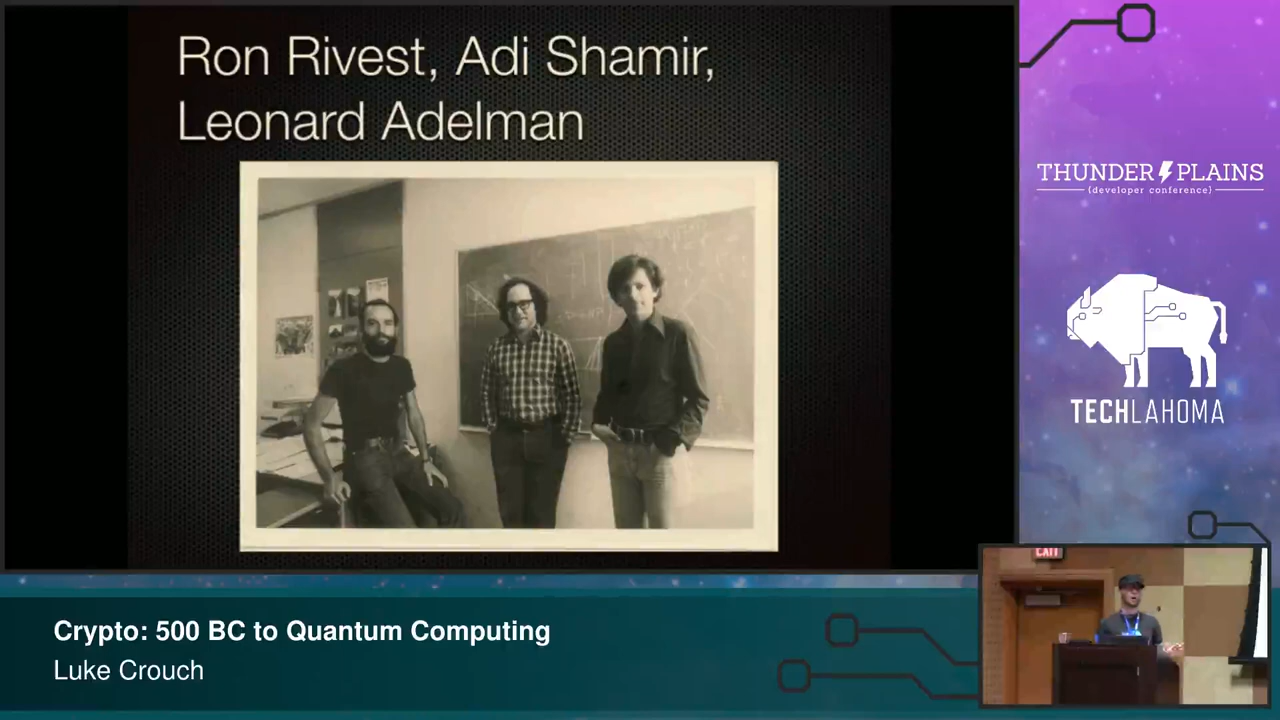 Ron Rivest, Adi Shamir,
Leonard Adelman
THUNDER PLAINS
{developer conference}
TECHLAHOMA
EXIT
Crypto: 500 BC to Quantum Computing
Luke Crouch